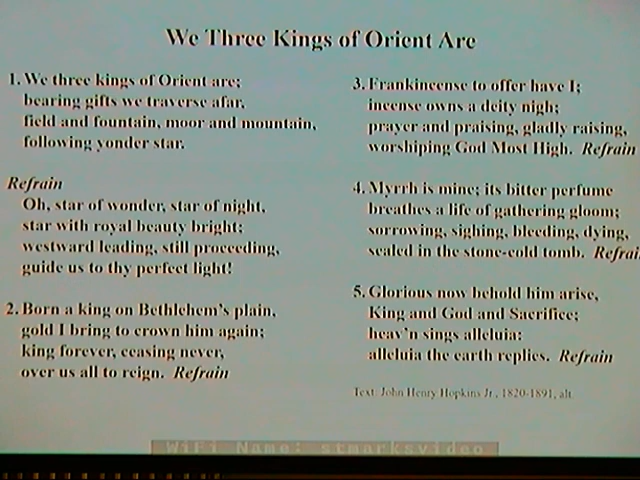 We Three Kings of Orient Are
1. We three kings of Orient are;
bearing gifts we traverse afar,
field and fountain, moor and mountain,
following yonder star.
Refrain
Oh, star of wonder, star of night,
star with royal beauty bright;
westward leading, still proceeding,
guide us to thy perfect light!
2. Born a king on Bethlehem's plain,
gold I bring to crown him again;
king forever, ceasing never,
over us all to reign. Refrain
3. Frankincense to offer have I;
incense owns a deity nigh;
prayer and praising, gladly raising,
worshiping God Most High. Refrain
4. Myrrh is mine; its bitter perfume
breathes a life of gathering gloom;
sorrowing, sighing, bleeding, dying,
sealed in the stone-cold tomb. Refrai
5. Glorious now behold him arise,
King and God and Sacrifice;
heav'n sings alleluia:
alleluia the earth replies. Refrain
Text: John Henry Hopkins Jr., 1820-1891, alt.
WiFi Name: stmarksvideo